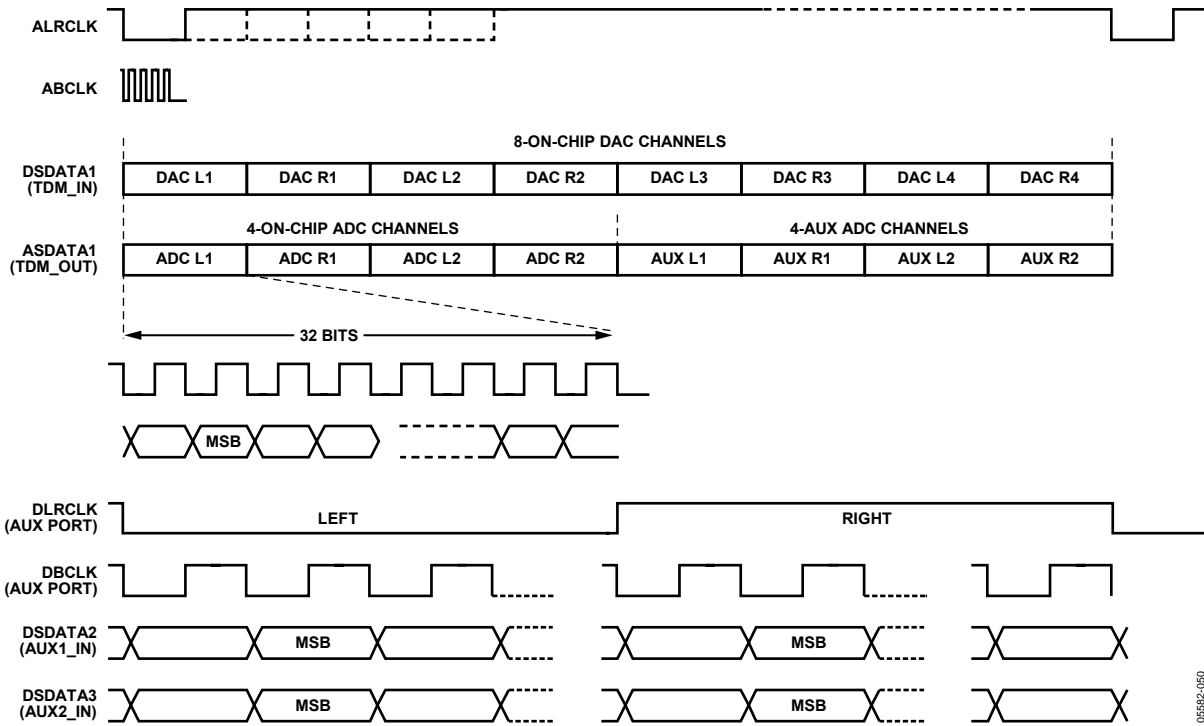 ALRCLK
ABCLK
8-ON-CHIP DAC CHANNELS
DSDATA1
(TDM_IN)
DAC L1 DAC R1 DAC L2 DAC R2 DAC L3 DAC R3 DAC L4 DAC R4
4-ON-CHIP ADC CHANNELS 4-AUX ADC CHANNELS
ASDATA1
(TDM_OUT)
ADC L1 ADC R1 ADC L2 ADC R2 AUX L1 AUX R1 AUX L2 AUX R2
32 BITS
MSB
DLRCLK
(AUX PORT)
LEFT RIGHT
DBCLK
(AUX PORT)
DSDATA2
(AUX1_IN)
MSB MSB
DSDATA3
(AUX2_IN)
MSB MSB
05582-050